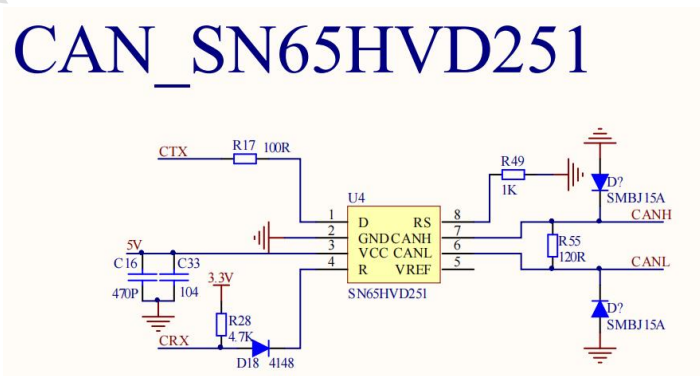 CAN_SN65HVD251
CTX
R17 100R
R49
1K
D?
SMBJ15A
CANH
U4
1 D RS 8
2 GND CANH 7
3 VCC CANL 6
4 R VREF 5
SN65HVD251
R55
120R
CANL
5V
C16 C33
470P 104
3.3V
R28
4.7K
CRX
D18 4148
D?
SMBJ15A